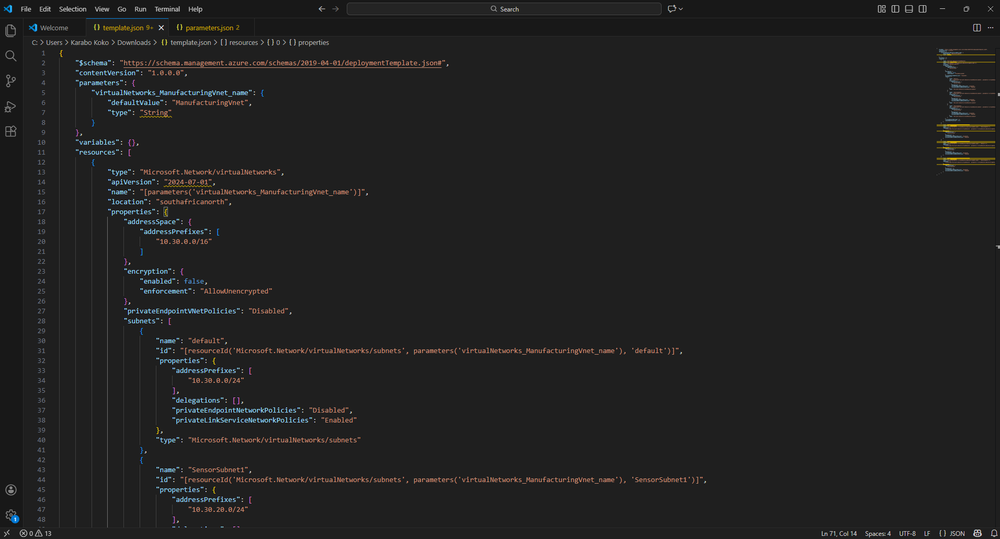 File Edit Selection View Go Run Terminal Help
Search
Welcome
{} template.json 9+
{} parameters.json 2
C: > Users > Karabo Koko > Downloads > {} template.json > [ ] resources > { } 0 > { } properties
1 {
2 "$schema": "https://schema.management.azure.com/schemas/2019-04-01/deploymentTemplate.json#",
3 "contentVersion": "1.0.0.0",
4 "parameters": {
5 "virtualNetworks_ManufacturingVnet_name": {
6 "defaultValue": "ManufacturingVnet",
7 "type": "String"
8 }
9 },
10 "variables": {},
11 "resources": [
12 {
13 "type": "Microsoft.Network/virtualNetworks",
14 "apiVersion": "2024-07-01",
15 "name": "[parameters('virtualNetworks_ManufacturingVnet_name')]",
16 "location": "southafricanorth",
17 "properties": {
18 "addressSpace": {
19 "addressPrefixes": [
20 "10.30.0.0/16"
21 ]
22 },
23 "encryption": {
24 "enabled": false,
25 "enforcement": "AllowUnencrypted"
26 },
27 "privateEndpointVNetPolicies": "Disabled",
28 "subnets": [
29 {
30 "name": "default",
31 "id": "[resourceId('Microsoft.Network/virtualNetworks/subnets', parameters('virtualNetworks_ManufacturingVnet_name'), 'default')]",
32 "properties": {
33 "addressPrefixes": [
34 "10.30.0.0/24"
35 ],
36 "delegations": [],
37 "privateEndpointNetworkPolicies": "Disabled",
38 "privateLinkServiceNetworkPolicies": "Enabled"
39 },
40 "type": "Microsoft.Network/virtualNetworks/subnets"
41 },
42 {
43 "name": "SensorSubnet1",
44 "id": "[resourceId('Microsoft.Network/virtualNetworks/subnets', parameters('virtualNetworks_ManufacturingVnet_name'), 'SensorSubnet1')]",
45 "properties": {
46 "addressPrefixes": [
47 "10.30.20.0/24"
48 ],
1
0 13
Ln 71, Col 14 Spaces: 4 UTF-8 LF { } JSON